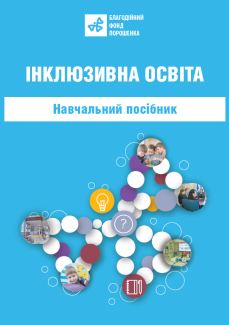 БЛАГОДІЙНИЙ
ФОНД
ПОРОШЕНКА
ІНКЛЮЗИВНА ОСВІТА
Навчальний посібник
?